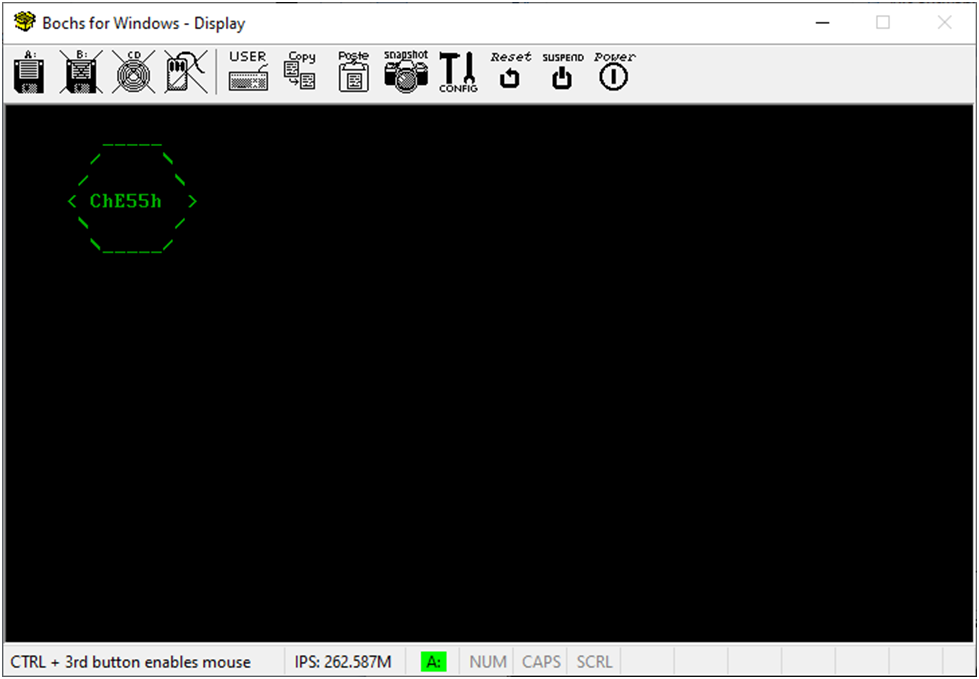 Bochs for Windows - Display
A: B: CD USER Copy Paste snapshot CONFIG Reset SUSPEND Power
ChE55h
CTRL + 3rd button enables mouse IPS: 262.587M A: NUM CAPS SCRL